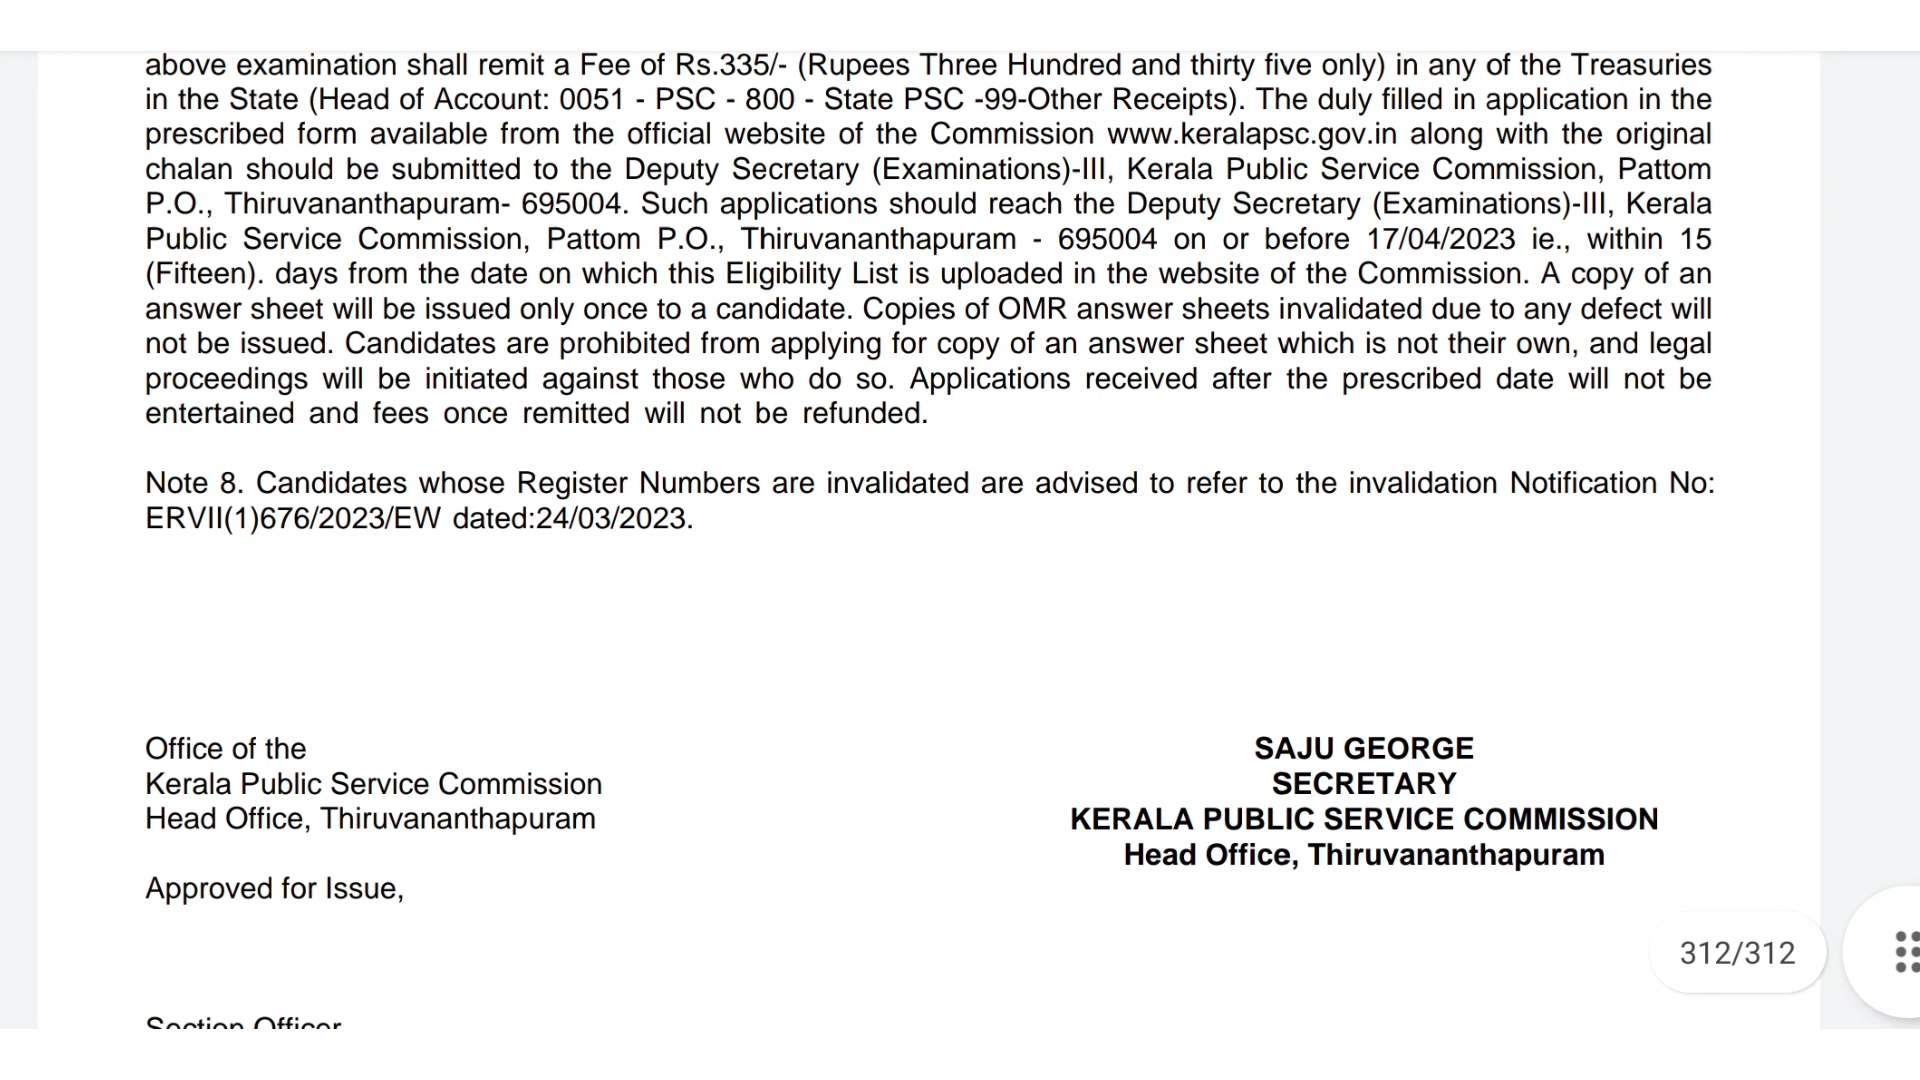 above examination shall remit a Fee of Rs.335/- (Rupees Three Hundred and thirty five only) in any of the Treasuries
in the State (Head of Account: 0051 - PSC - 800 - State PSC -99-Other Receipts). The duly filled in application in the
prescribed form available from the official website of the Commission www.keralapsc.gov.in along with the original
chalan should be submitted to the Deputy Secretary (Examinations)-III, Kerala Public Service Commission, Pattom
P.O., Thiruvananthapuram- 695004. Such applications should reach the Deputy Secretary (Examinations)-III, Kerala
Public Service Commission, Pattom P.O., Thiruvananthapuram - 695004 on or before 17/04/2023 ie., within 15
(Fifteen). days from the date on which this Eligibility List is uploaded in the website of the Commission. A copy of an
answer sheet will be issued only once to a candidate. Copies of OMR answer sheets invalidated due to any defect will
not be issued. Candidates are prohibited from applying for copy of an answer sheet which is not their own, and legal
proceedings will be initiated against those who do so. Applications received after the prescribed date will not be
entertained and fees once remitted will not be refunded.
Note 8. Candidates whose Register Numbers are invalidated are advised to refer to the invalidation Notification No:
ERVII(1)676/2023/EW dated:24/03/2023.
Office of the
Kerala Public Service Commission
Head Office, Thiruvananthapuram
SAJU GEORGE
SECRETARY
KERALA PUBLIC SERVICE COMMISSION
Head Office, Thiruvananthapuram
Approved for Issue,
312/312
Section Officer